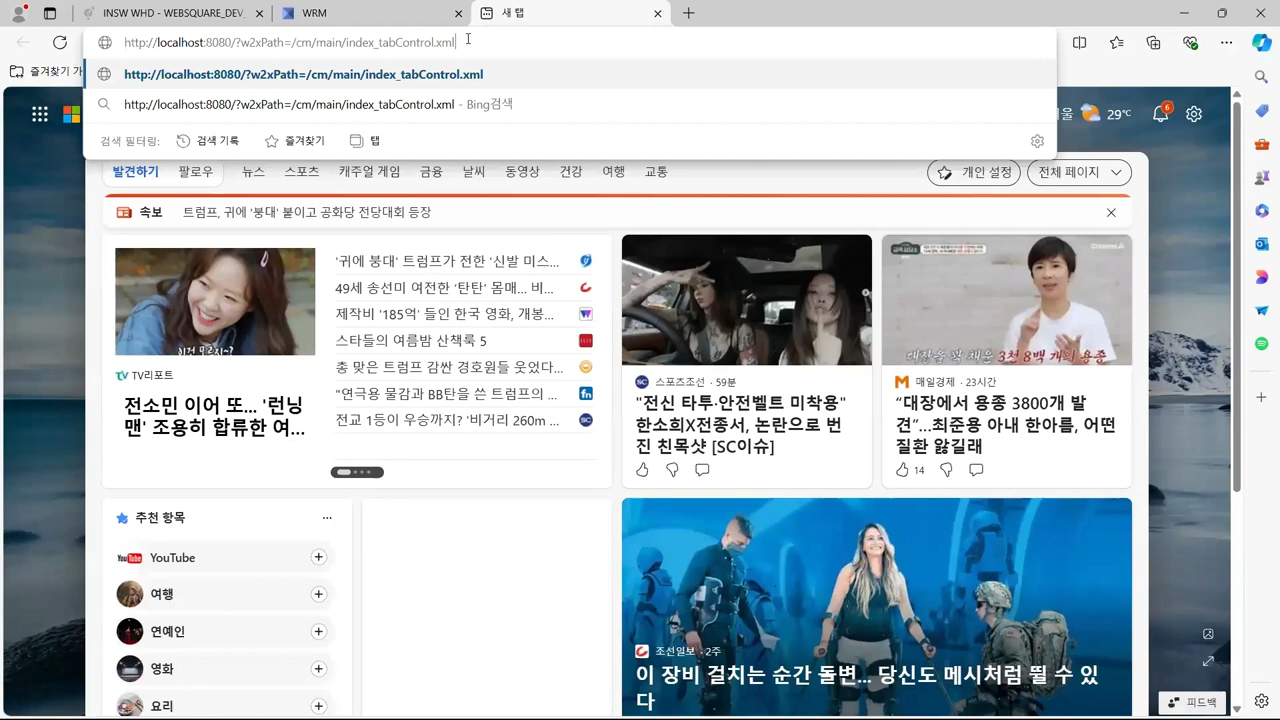 INSW WHD - WEBSQUARE_DEV_
WRM
새 탭
http://localhost:8080/?w2xPath=/cm/main/index_tabControl.xml
http://localhost:8080/?w2xPath=/cm/main/index_tabControl.xml
http://localhost:8080/?w2xPath=/cm/main/index_tabControl.xml - Bing검색
즐겨찾기 가
검색 필터링:
검색 기록
즐겨찾기
탭
울
29℃
6
발견하기
팔로우
뉴스
스포츠
캐주얼 게임
금융
날씨
동영상
건강
여행
교통
개인 설정
전체 페이지
속보
트럼프, 귀에 '붕대' 붙이고 공화당 전당대회 등장
TV리포트
전소민 이어 또... '런닝
맨' 조용히 합류한 여...
'귀에 붕대' 트럼프가 전한 '신발 미스...
49세 송선미 여전한 '탄탄' 몸매... 비...
제작비 '185억' 들인 한국 영화, 개봉...
스타들의 여름밤 산책룩 5
총 맞은 트럼프 감싼 경호원들 웃었다...
"연극용 물감과 BB탄을 쓴 트럼프의 ...
전교 1등이 우승까지? '비거리 260m ...
스포츠조선 · 59분
"전신 타투·안전벨트 미착용"
한소희X전종서, 논란으로 번
진 친목샷 [SC이슈]
Channel A
대장을 꽉 채운 3천 8백 개의 용종
매일경제 · 23시간
“대장에서 용종 3800개 발
견”...최준용 아내 한아름, 어떤
질환 앓길래
14
추천 항목
YouTube
여행
연예인
영화
요리
조선일보 · 2주
이 장비 걸치는 순간 돌변... 당신도 메시처럼 뛸 수 있
다
피드백